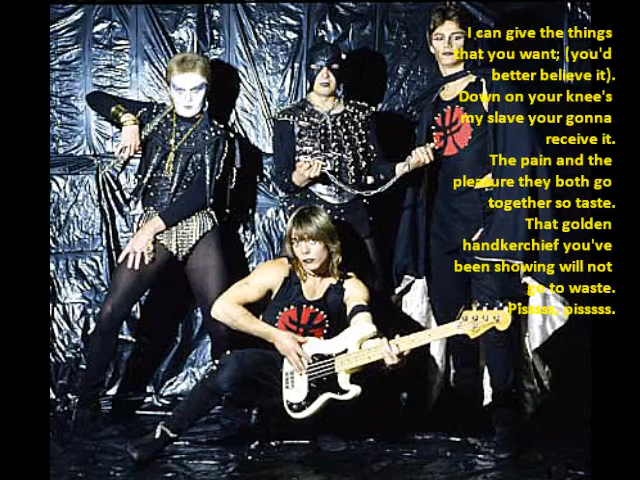 I can give the things
that you want; (you'd
better believe it).
Down on your knee's
my slave your gonna
receive it.
The pain and the
pleasure they both go
together so taste.
That golden
handkerchief you've
been showing will not
go to waste.
Pisssss, pisssss.